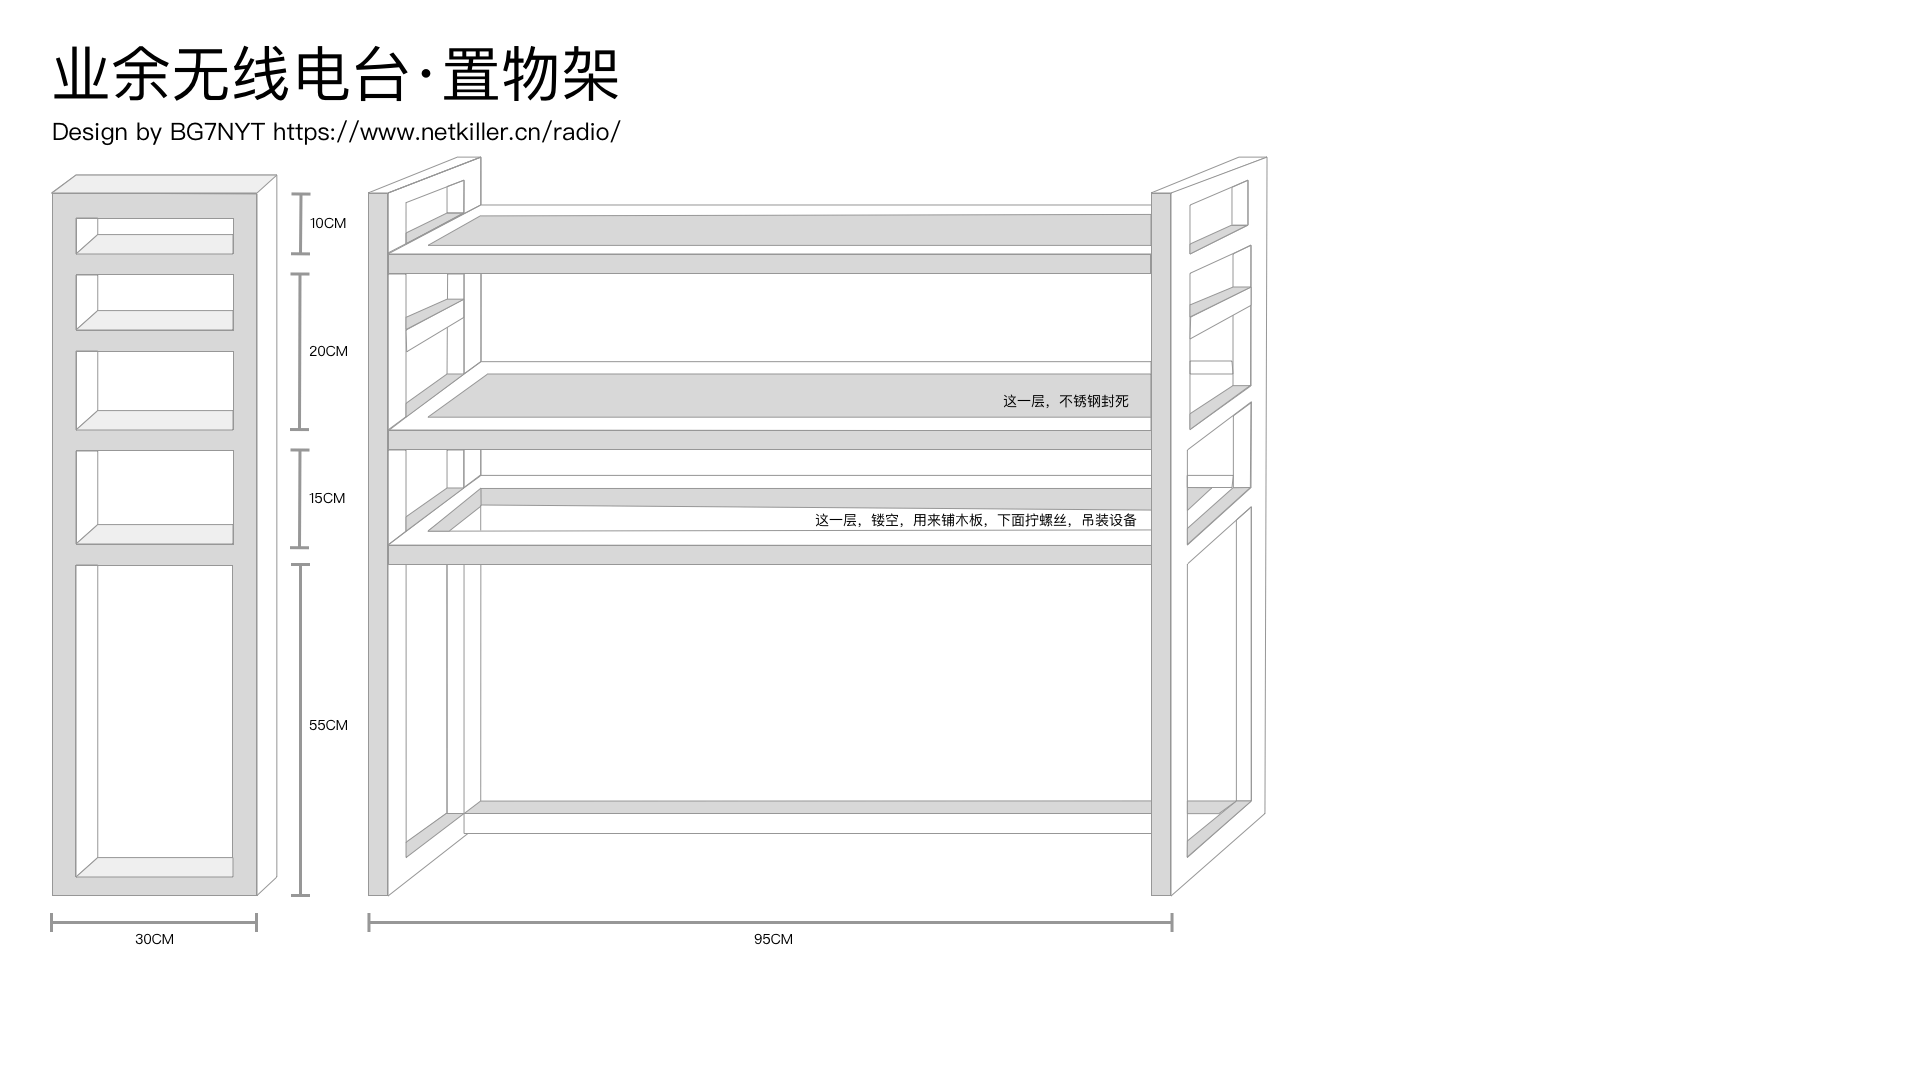 业余无线电台·置物架
Design by BG7NYT https://www.netkiller.cn/radio/
10CM
20CM
这一层，不锈钢封死
15CM
这一层，镂空，用来铺木板，下面拧螺丝，吊装设备
55CM
30CM
95CM